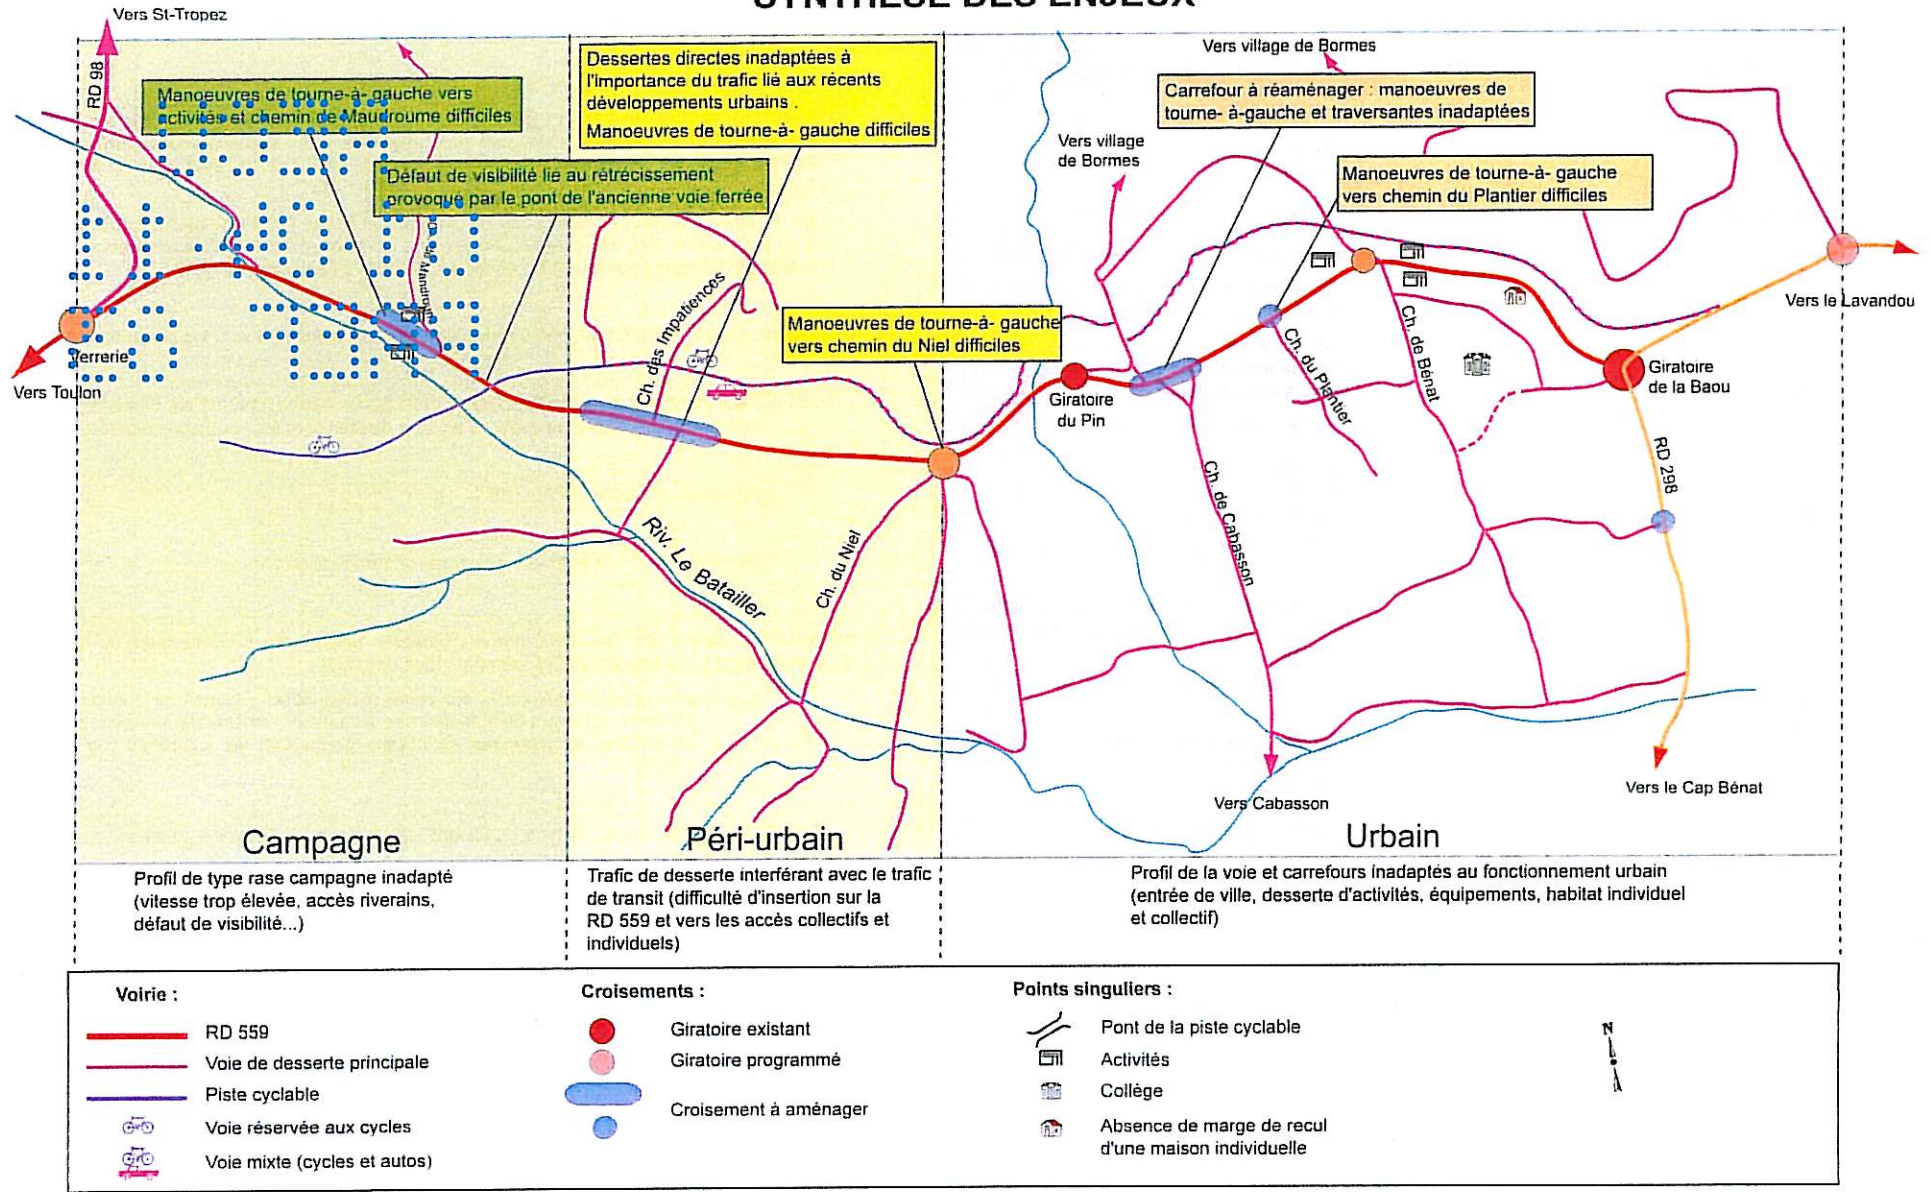 SYNTHESE DES ENJEUX
Vers St-Tropez
RD 98
Manoeuvres de tourne-à- gauche vers
activités et chemin de Maudroume difficiles
Défaut de visibilité lié au rétrécissement
provoqué par le pont de l'ancienne voie ferrée
Dessertes directes inadaptées à
l'importance du trafic lié aux récents
développements urbains .
Manoeuvres de tourne-à- gauche difficiles
Vers village de Bormes
Carrefour à réaménager : manoeuvres de
tourne- à-gauche et traversantes inadaptées
Vers village
de Bormes
Manoeuvres de tourne-à- gauche
vers chemin du Plantier difficiles
Manoeuvres de tourne-à- gauche
vers chemin du Niel difficiles
Verrerie
Vers Toulon
Ch. des Impatiences
Giratoire
du Pin
Ch. du Plantier
Ch. de Bénat
Giratoire
de la Baou
Vers le Lavandou
RD 298
Ch. de Cabasson
Riv. Le Batailler
Ch. du Niel
Vers Cabasson
Vers le Cap Bénat
Campagne
Péri-urbain
Urbain
Profil de type rase campagne inadapté
(vitesse trop élevée, accès riverains,
défaut de visibilité...)
Trafic de desserte interférant avec le trafic
de transit (difficulté d'insertion sur la
RD 559 et vers les accès collectifs et
individuels)
Profil de la voie et carrefours inadaptés au fonctionnement urbain
(entrée de ville, desserte d'activités, équipements, habitat individuel
et collectif)
Voirie :
RD 559
Voie de desserte principale
Piste cyclable
Voie réservée aux cycles
Voie mixte (cycles et autos)
Croisements :
Giratoire existant
Giratoire programmé
Croisement à aménager
Points singuliers :
Pont de la piste cyclable
Activités
Collège
Absence de marge de recul
d'une maison individuelle
N